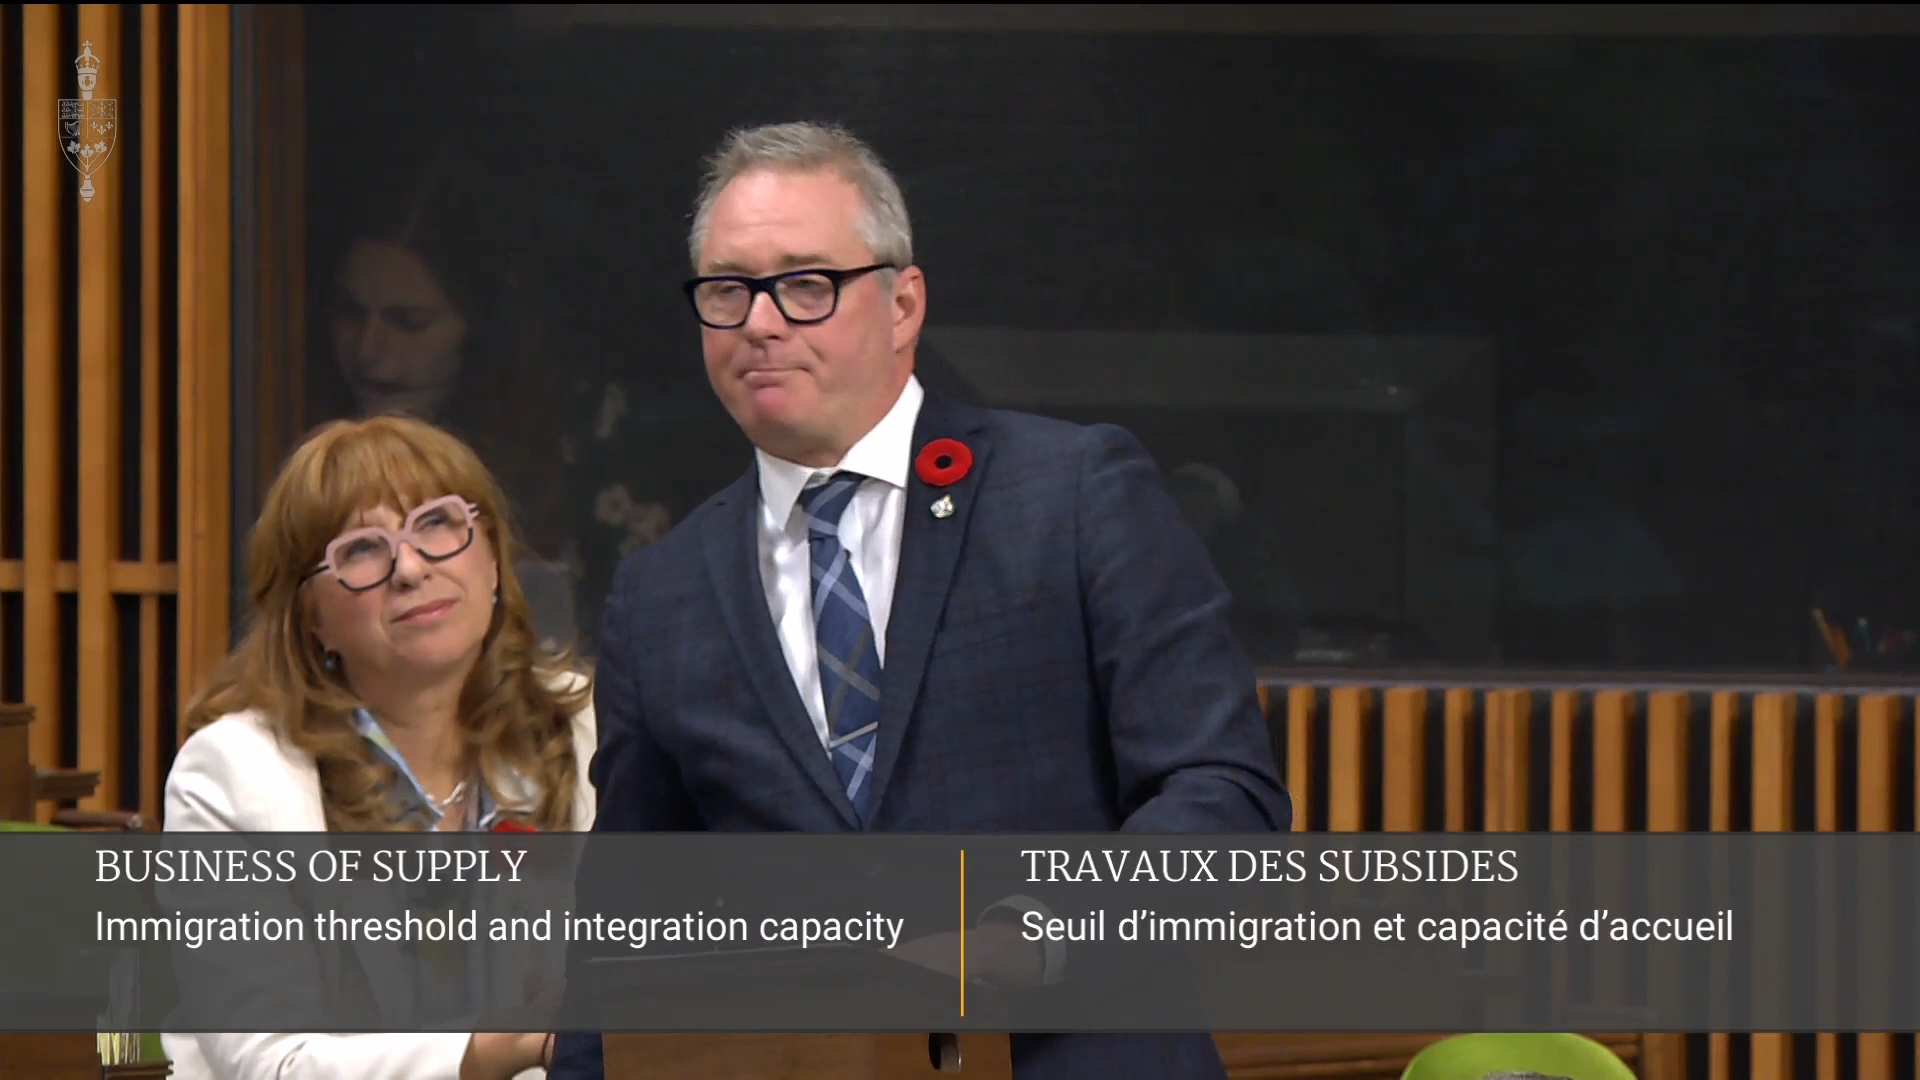 BUSINESS OF SUPPLY
Immigration threshold and integration capacity
TRAVAUX DES SUBSIDES
Seuil d’immigration et capacité d’accueil